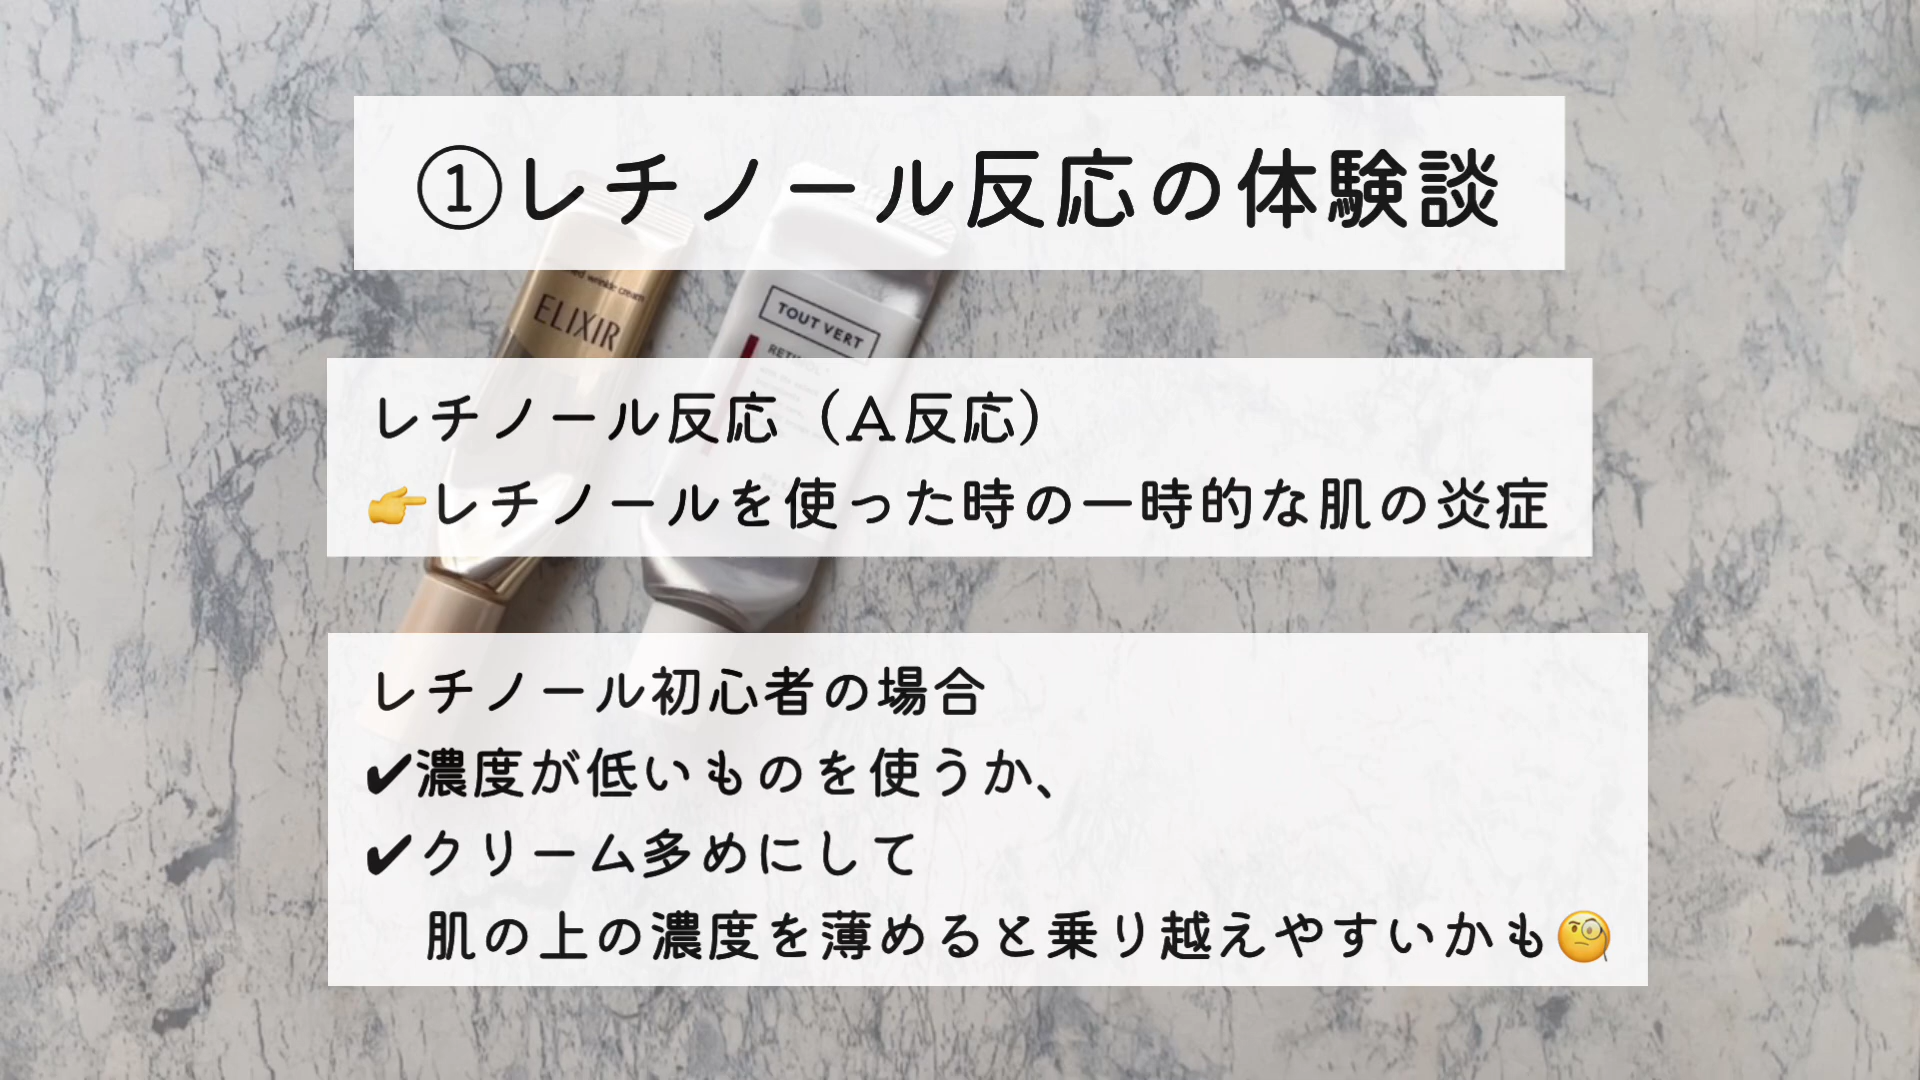 ①レチノール反応の体験談
wrinkle cream
ELIXIR
TOUT VERT
レチノール反応（A反応）
👉レチノールを使った時の一時的な肌の炎症
レチノール初心者の場合
✔濃度が低いものを使うか、
✔クリーム多めにして
肌の上の濃度を薄めると乗り越えやすいかも🧐